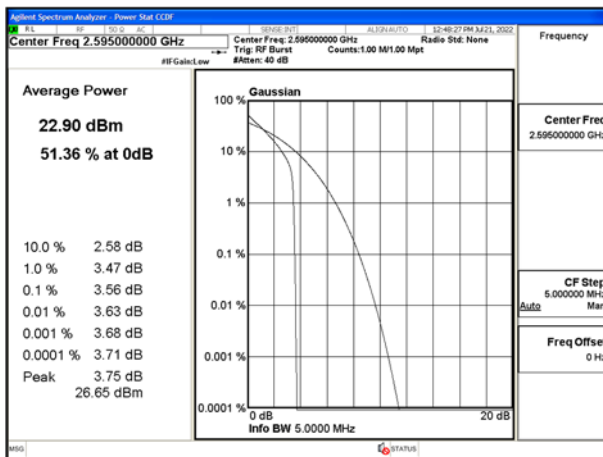 Agilent Spectrum Analyzer - Power Stat CCDF
RL RF 50 Ω AC SENSE:INT ALIGNAUTO 12:48:27 PM Jul 21, 2022
Center Freq 2.595000000 GHz
Center Freq: 2.595000000 GHz Radio Std: None
Trig: RF Burst Counts:1.00 M/1.00 Mpt
#IFGain:Low #Atten: 40 dB
Frequency
Average Power
22.90 dBm
51.36 % at 0dB
10.0 % 2.58 dB
1.0 % 3.47 dB
0.1 % 3.56 dB
0.01 % 3.63 dB
0.001 % 3.68 dB
0.0001 % 3.71 dB
Peak 3.75 dB
26.65 dBm
Gaussian
100 %
10 %
1 %
0.1 %
0.01 %
0.001 %
0.0001 %
0 dB 20 dB
Info BW 5.0000 MHz
Center Freq
2.595000000 GHz
CF Step
5.000000 MHz
Auto Man
Freq Offset
0 Hz
MSG STATUS